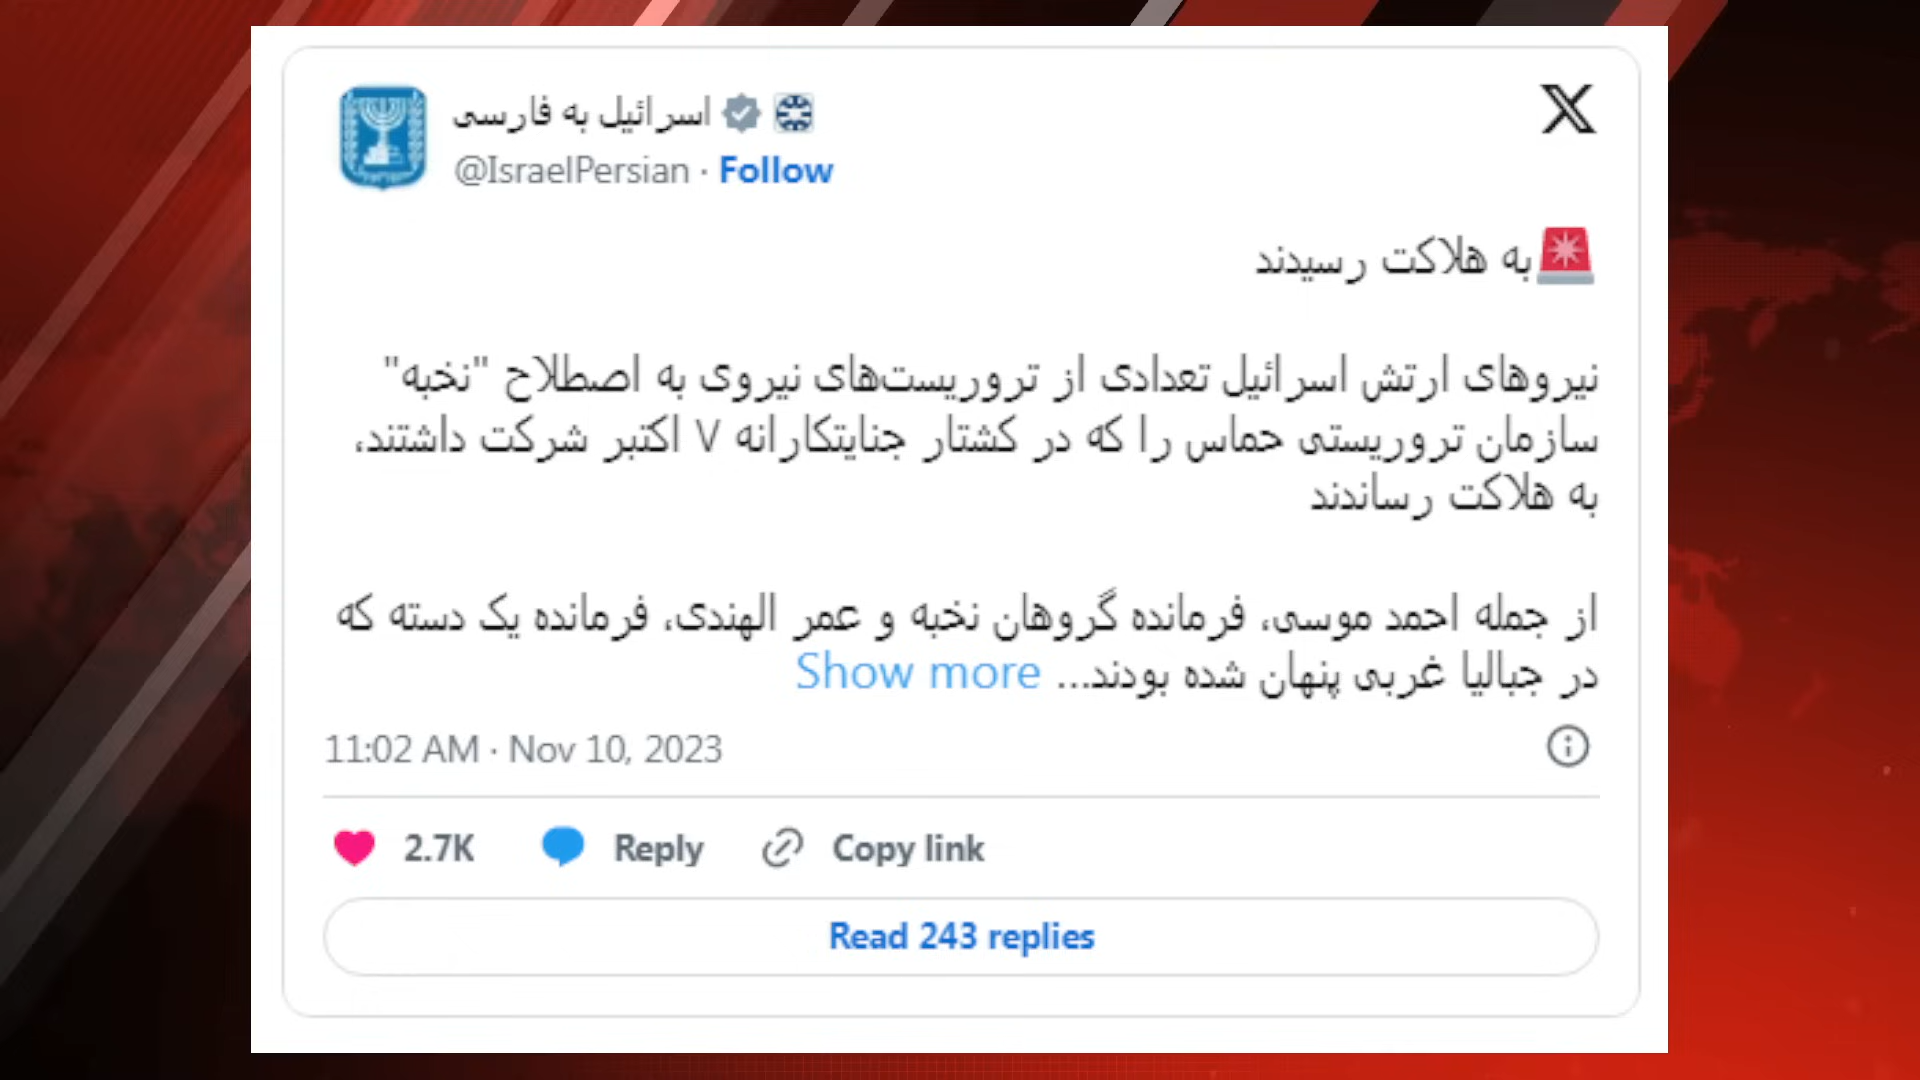 اسرائیل به فارسی
@IsraelPersian · Follow
🚨به هلاکت رسیدند
نیروهای ارتش اسرائیل تعدادی از تروریست‌های نیروی به اصطلاح "نخبه"
سازمان تروریستی حماس را که در کشتار جنایتکارانه ۷ اکتبر شرکت داشتند،
به هلاکت رساندند
از جمله احمد موسی، فرمانده گروهان نخبه و عمر الهندی، فرمانده یک دسته که
در جبالیا غربی پنهان شده بودند... Show more
11:02 AM · Nov 10, 2023
2.7K Reply Copy link
Read 243 replies